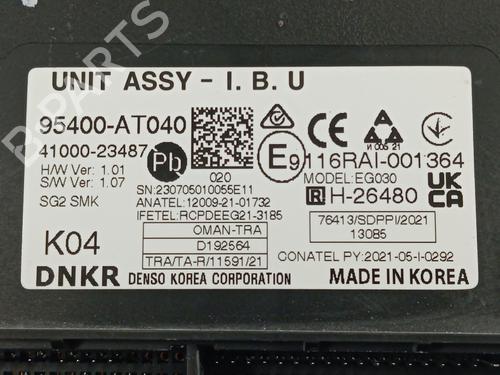 UNIT ASSY - I. B. U
95400-AT040
41000-23487
H/W Ver: 1.01
S/W Ver: 1.07
SG2 SMK
Pb
020
SN:230705010055E11
ANATEL: 12009-21-01732
IFETEL:RCPDEEG21-3185
CE
E9
116RAI-001364
MODEL:EG030
R H-26480
UK CA
K04
OMAN-TRA
D192564
TRA/TA-R/11591/21
76413/SDPPI/2021
13085
CONATEL PY:2021-05-I-0292
DNKR DENSO KOREA CORPORATION
MADE IN KOREA
B-PARTS